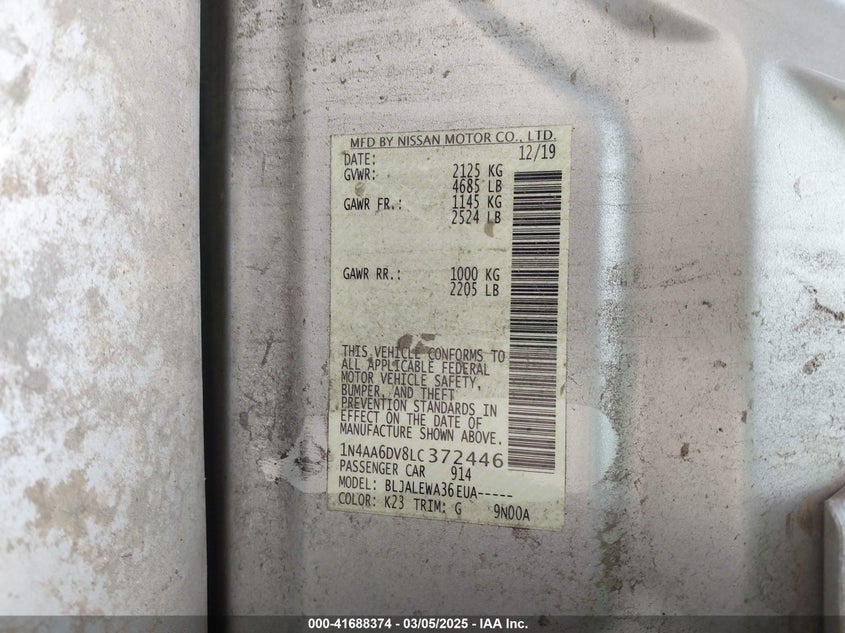 MFD BY NISSAN MOTOR CO., LTD.
DATE: 12/19
GVWR: 2125 KG
4685 LB
GAWR FR.: 1145 KG
2524 LB
GAWR RR.: 1000 KG
2205 LB
THIS VEHICLE CONFORMS TO
ALL APPLICABLE FEDERAL
MOTOR VEHICLE SAFETY,
BUMPER, AND THEFT
PREVENTION STANDARDS IN
EFFECT ON THE DATE OF
MANUFACTURE SHOWN ABOVE.
1N4AA6DV8LC372446
PASSENGER CAR 914
MODEL: BLJALEWA36EUA-----
COLOR: K23 TRIM: G 9N00A
000-41688374 / 03/05/2025 - IAA Inc.